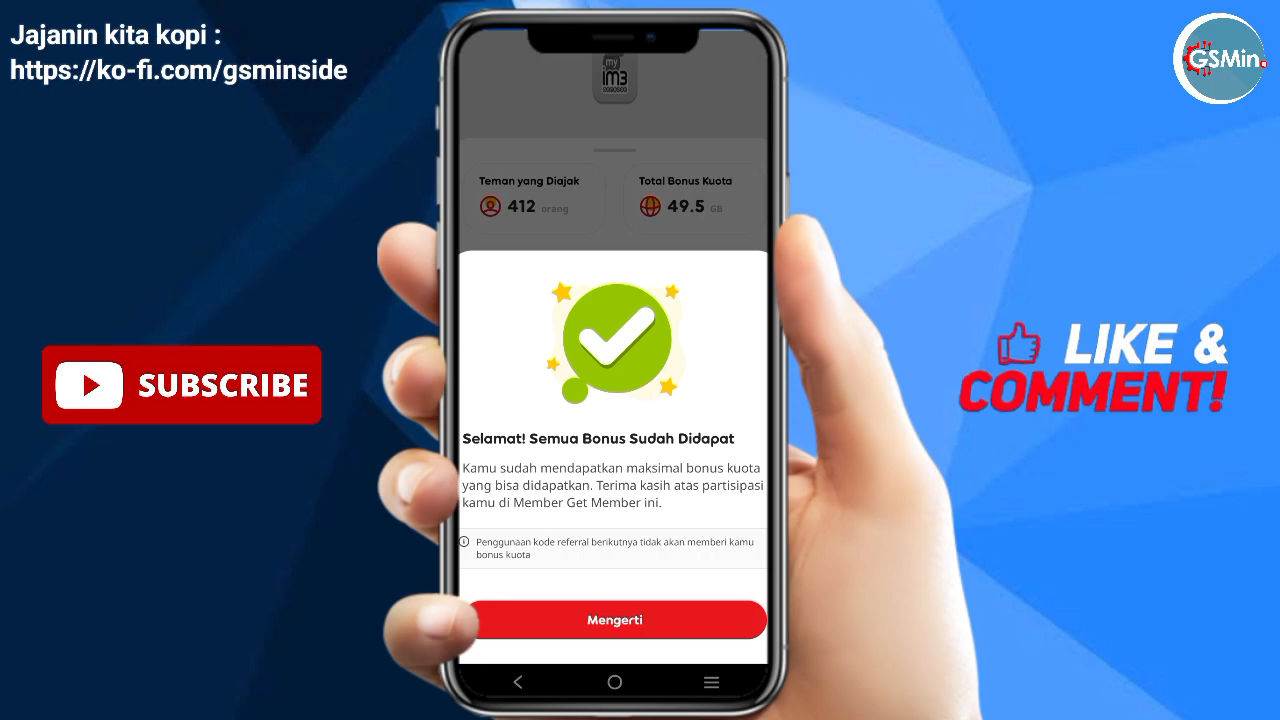 Jajanin kita kopi :
https://ko-fi.com/gsminside
GSMin.
my
im3
OOREDOO
Teman yang Diajak
412 orang
Total Bonus Kuota
49.5 GB
SUBSCRIBE
LIKE &
COMMENT!
Selamat! Semua Bonus Sudah Didapat
Kamu sudah mendapatkan maksimal bonus kuota
yang bisa didapatkan. Terima kasih atas partisipasi
kamu di Member Get Member ini.
Penggunaan kode referral berikutnya tidak akan memberi kamu
bonus kuota
Mengerti